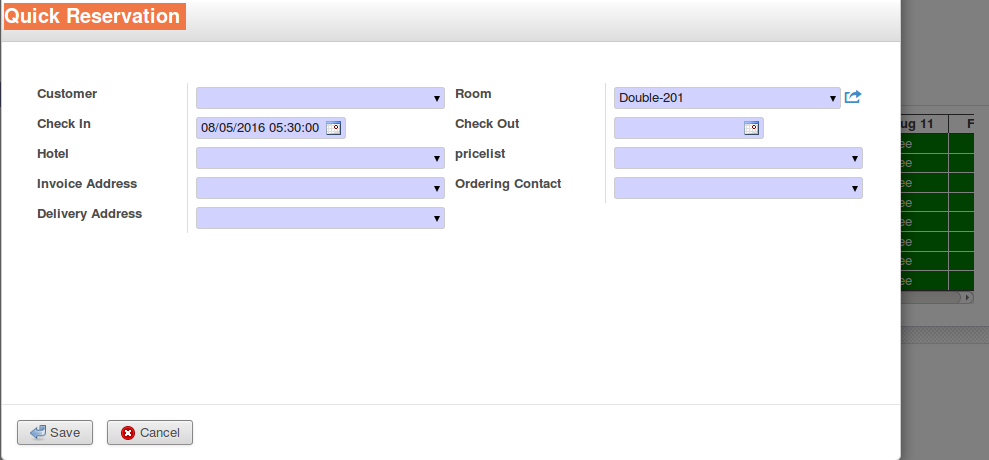 Quick Reservation
Customer
Room
Double-201
Check In
08/05/2016 05:30:00
Check Out
Hotel
pricelist
Invoice Address
Ordering Contact
Delivery Address
ug 11
F
ee
ee
ee
ee
ee
ee
ee
ee
Save
Cancel